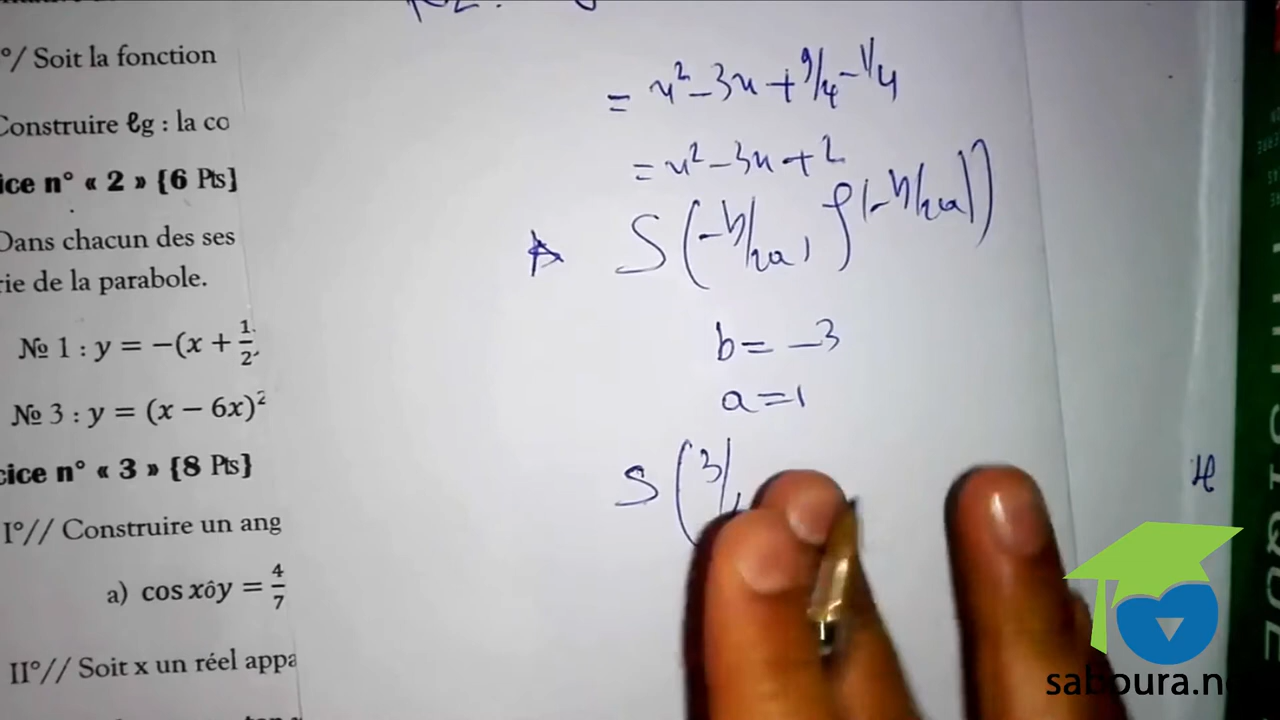 °/ Soit la fonction
Construire ℓg : la co
ice n° « 2 » {6 Pts}
Dans chacun des ses
rie de la parabole.
№ 1 : y = −(x + 1/2
№ 3 : y = (x − 6x)²
cice n° « 3 » {8 Pts}
I°// Construire un ang
a) cos xôy = 4/7
II°// Soit x un réel appa
= x² − 3x + 9/4 − 1/4
= x² − 3x + 2
S(−b/2a, f(−b/2a))
b = −3
a = 1
S(3/
saboura.ne